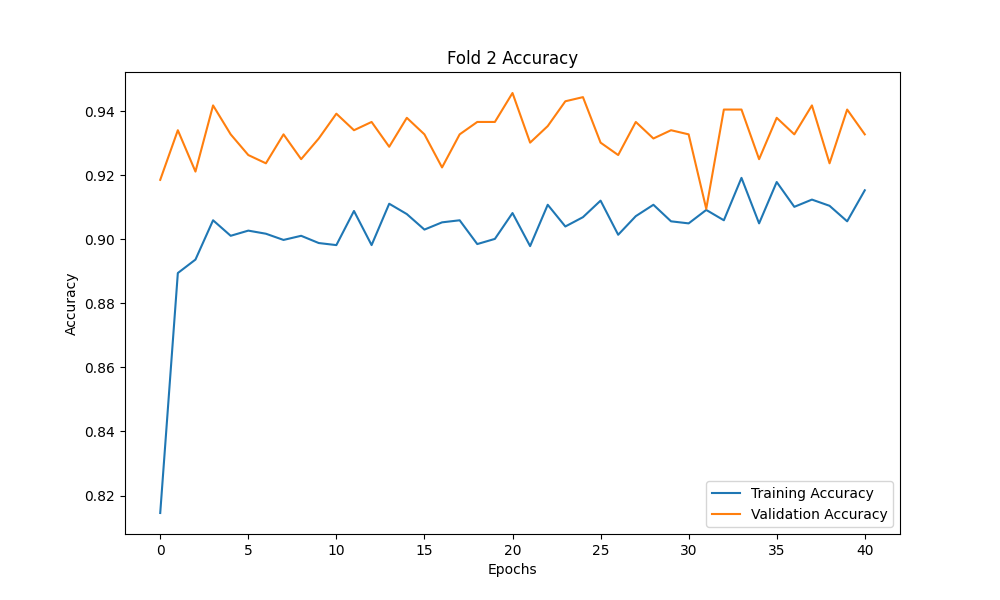 Fold 2 Accuracy
Accuracy
0.94
0.92
0.90
0.88
0.86
0.84
0.82
0 5 10 15 20 25 30 35 40
Epochs
Training Accuracy
Validation Accuracy